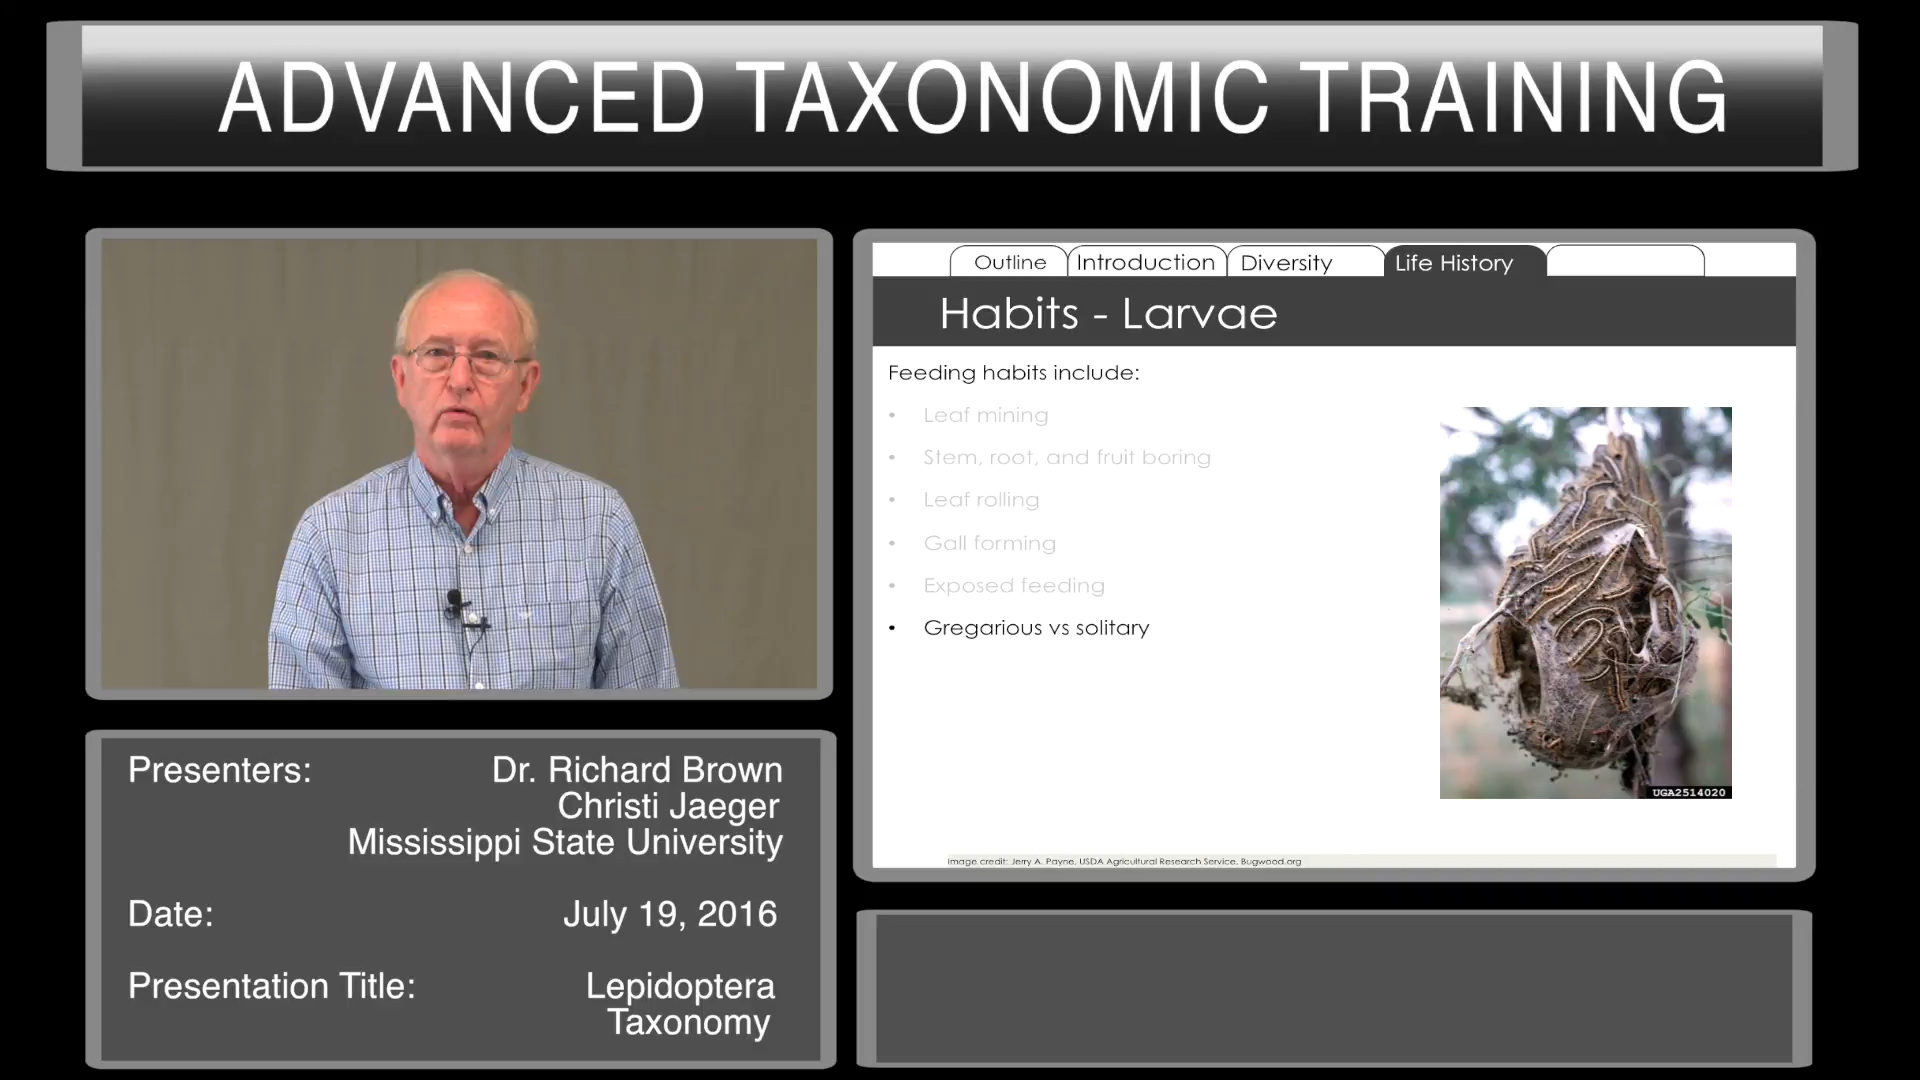 ADVANCED TAXONOMIC TRAINING
Outline
Introduction
Diversity
Life History
Habits - Larvae
Feeding habits include:
• Leaf mining
• Stem, root, and fruit boring
• Leaf rolling
• Gall forming
• Exposed feeding
• Gregarious vs solitary
UGA2514020
Image credit: Jerry A. Payne, USDA Agricultural Research Service, Bugwood.org
Presenters: Dr. Richard Brown
Christi Jaeger
Mississippi State University
Date: July 19, 2016
Presentation Title: Lepidoptera
Taxonomy